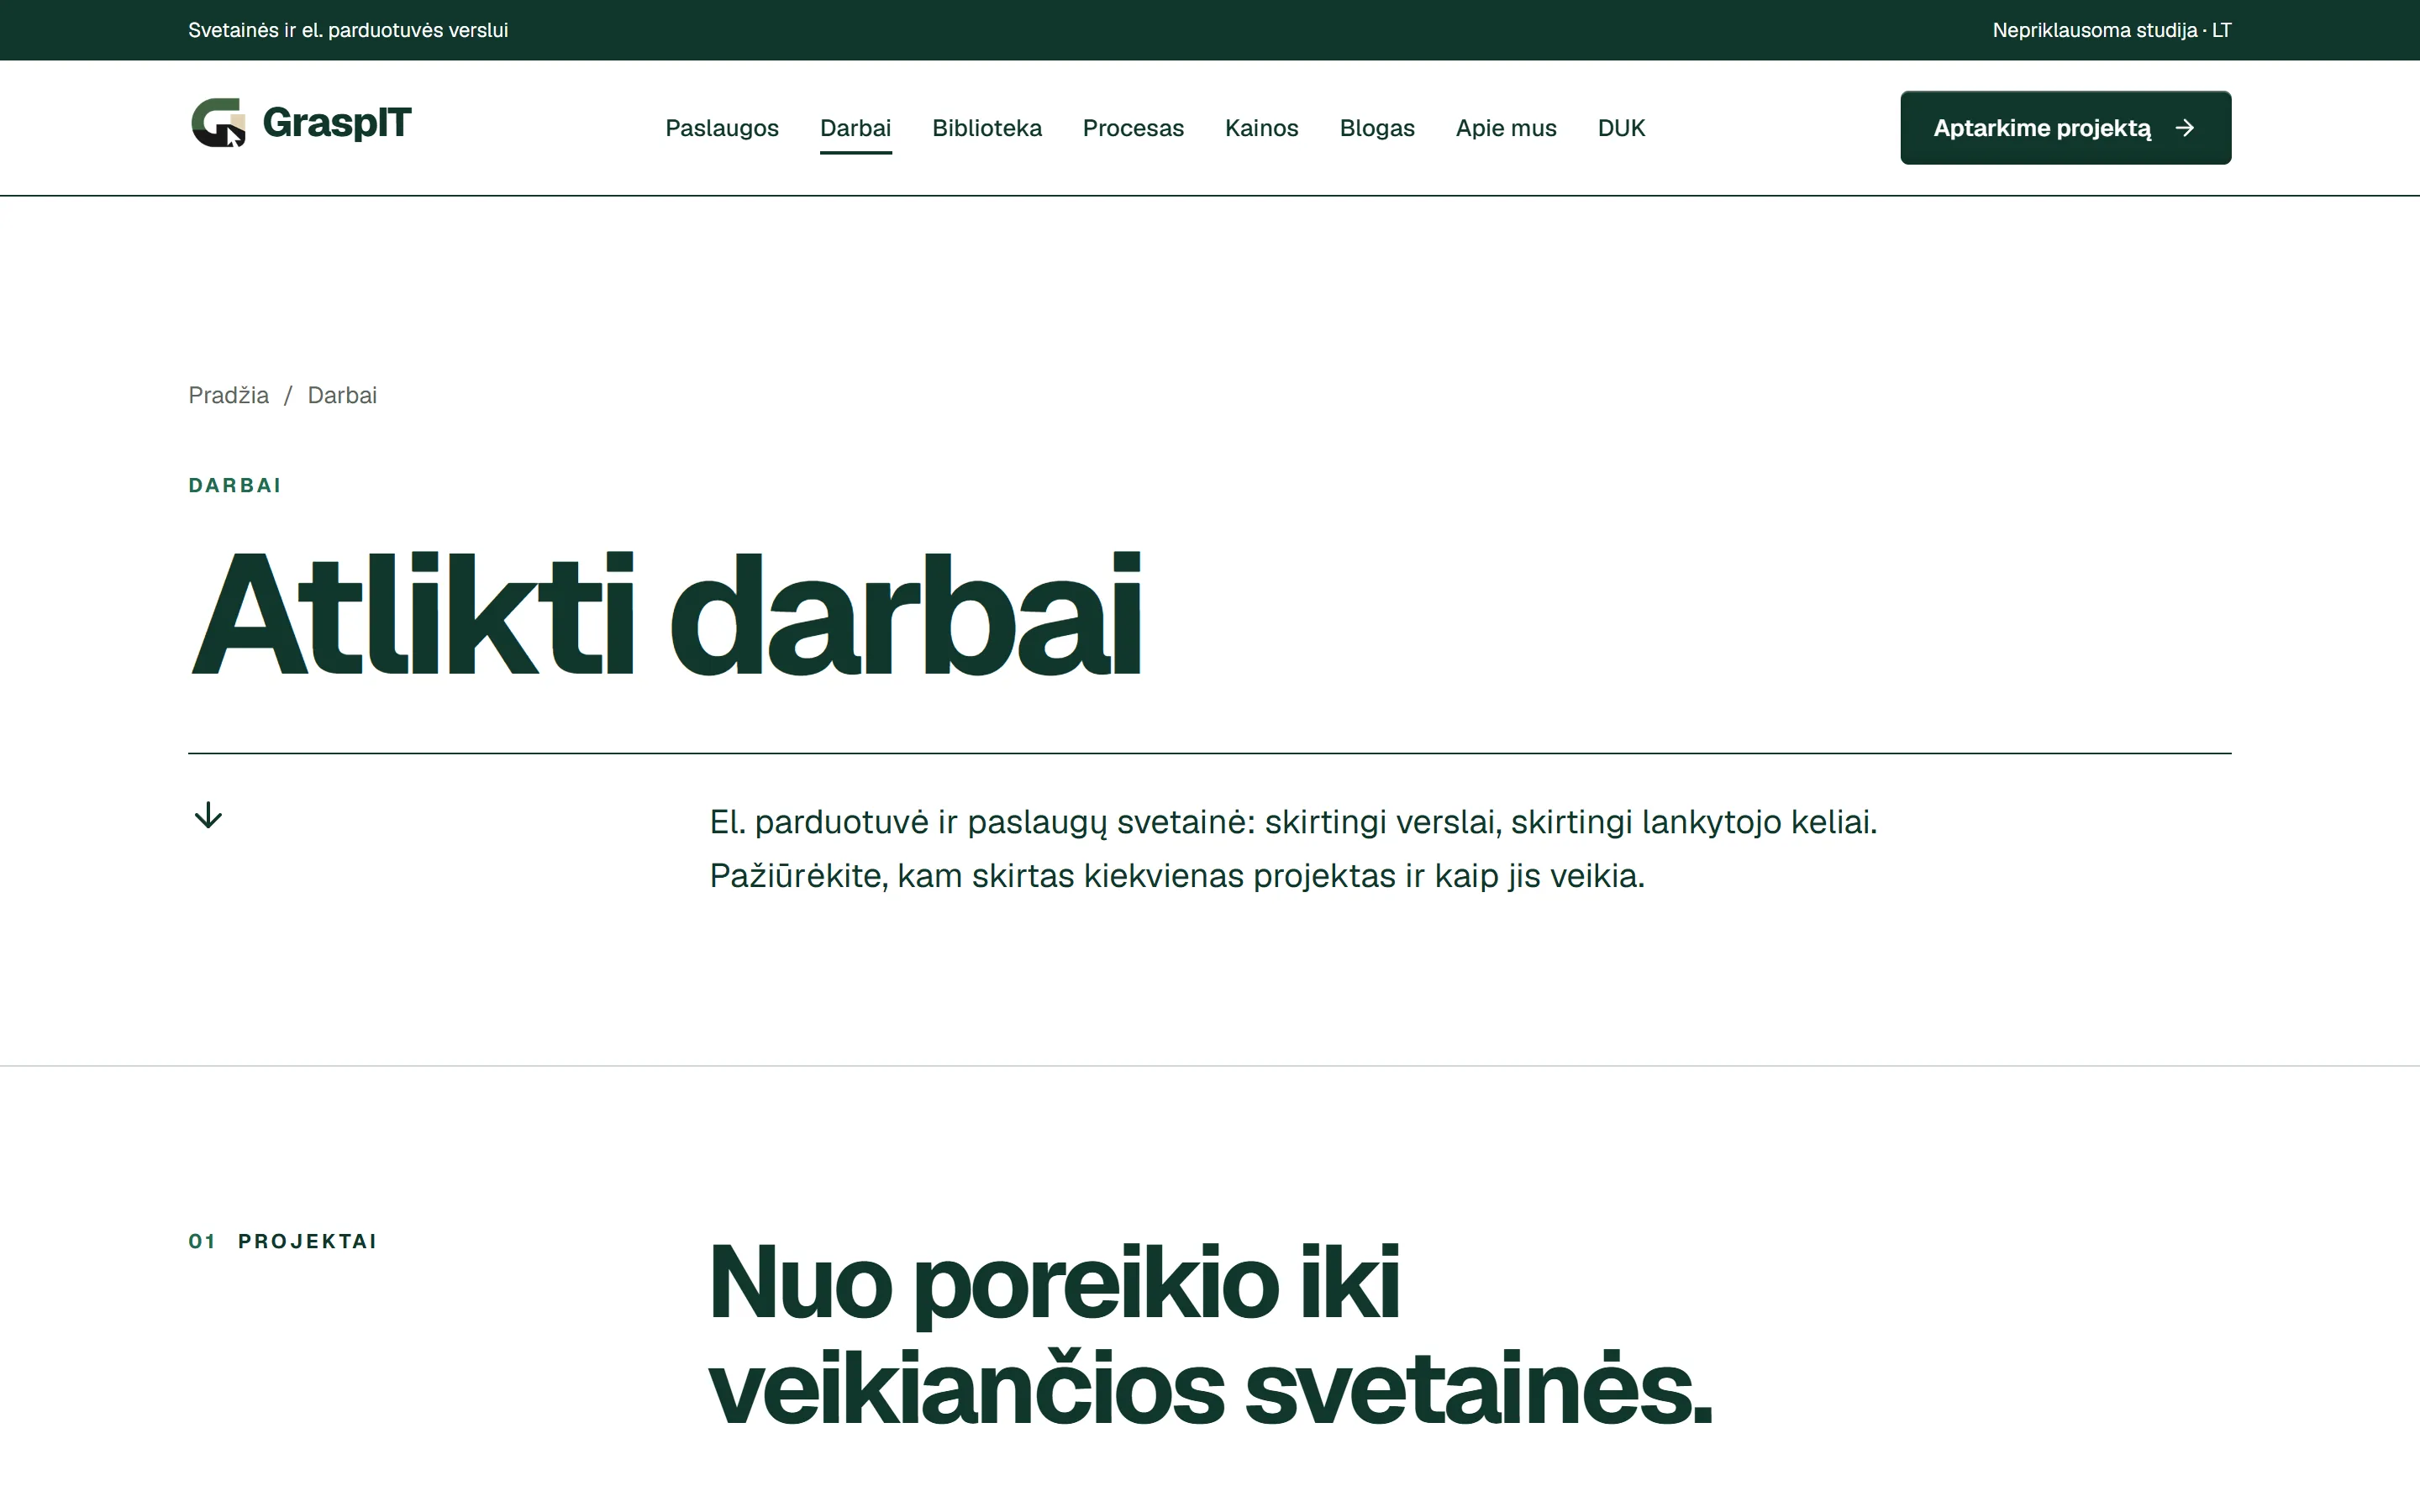 Svetainės ir el. parduotuvės verslui
Nepriklausoma studija · LT
GraspIT
Paslaugos
Darbai
Biblioteka
Procesas
Kainos
Blogas
Apie mus
DUK
Aptarkime projektą
Pradžia / Darbai
DARBAI
Atlikti darbai
El. parduotuvė ir paslaugų svetainė: skirtingi verslai, skirtingi lankytojo keliai.
Pažiūrėkite, kam skirtas kiekvienas projektas ir kaip jis veikia.
01 PROJEKTAI
Nuo poreikio iki
veikiančios svetainės.